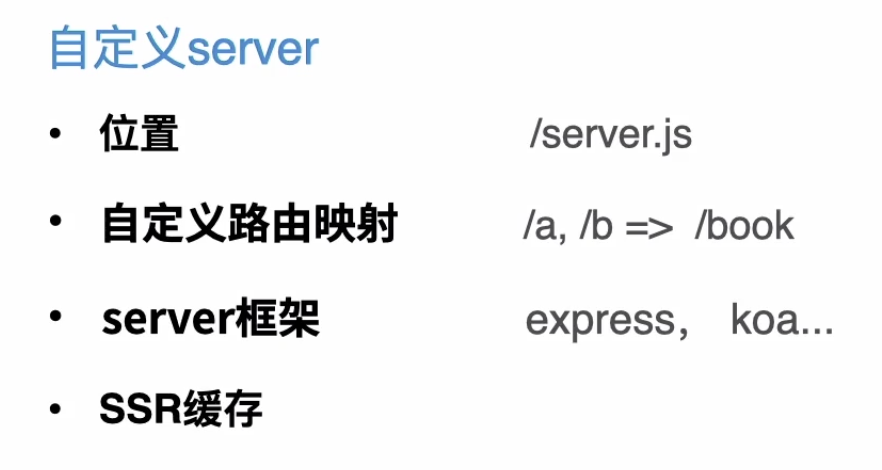 自定义server
• 位置 /server.js
• 自定义路由映射 /a, /b => /book
• server框架 express， koa...
• SSR缓存